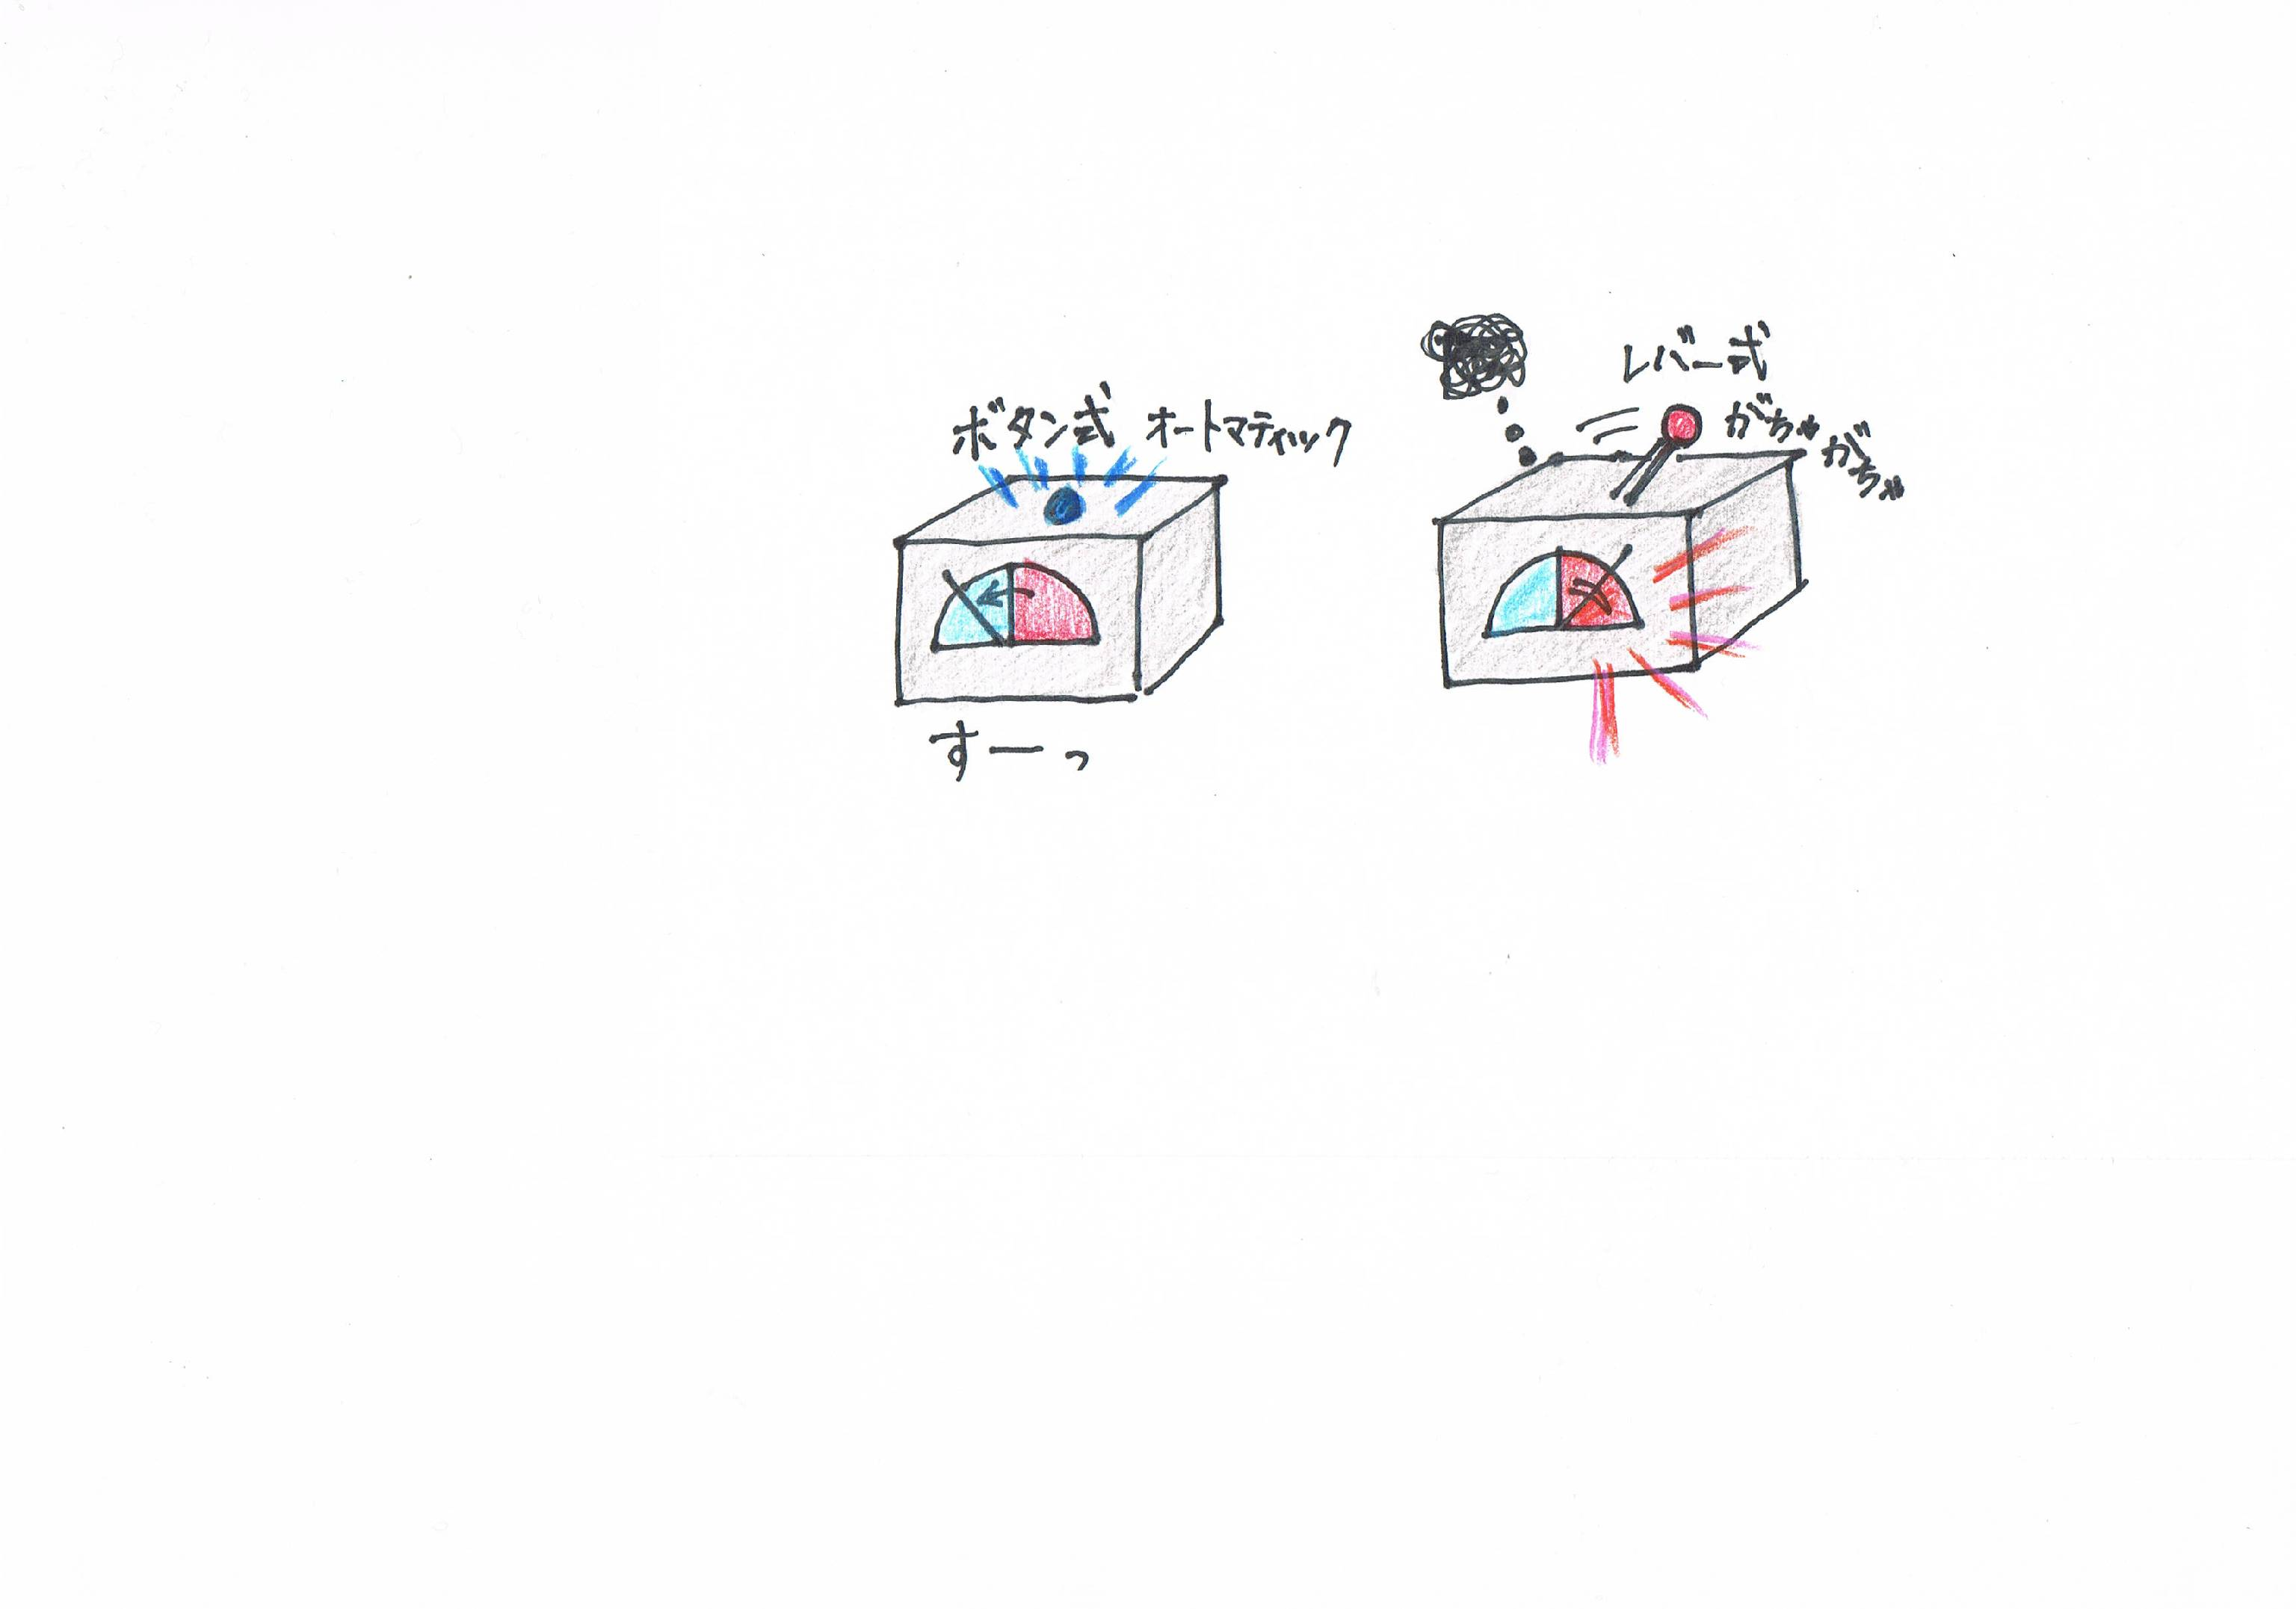 ボタン式 オートマティック
すーっ
レバー式
がちゃ
がちゃ